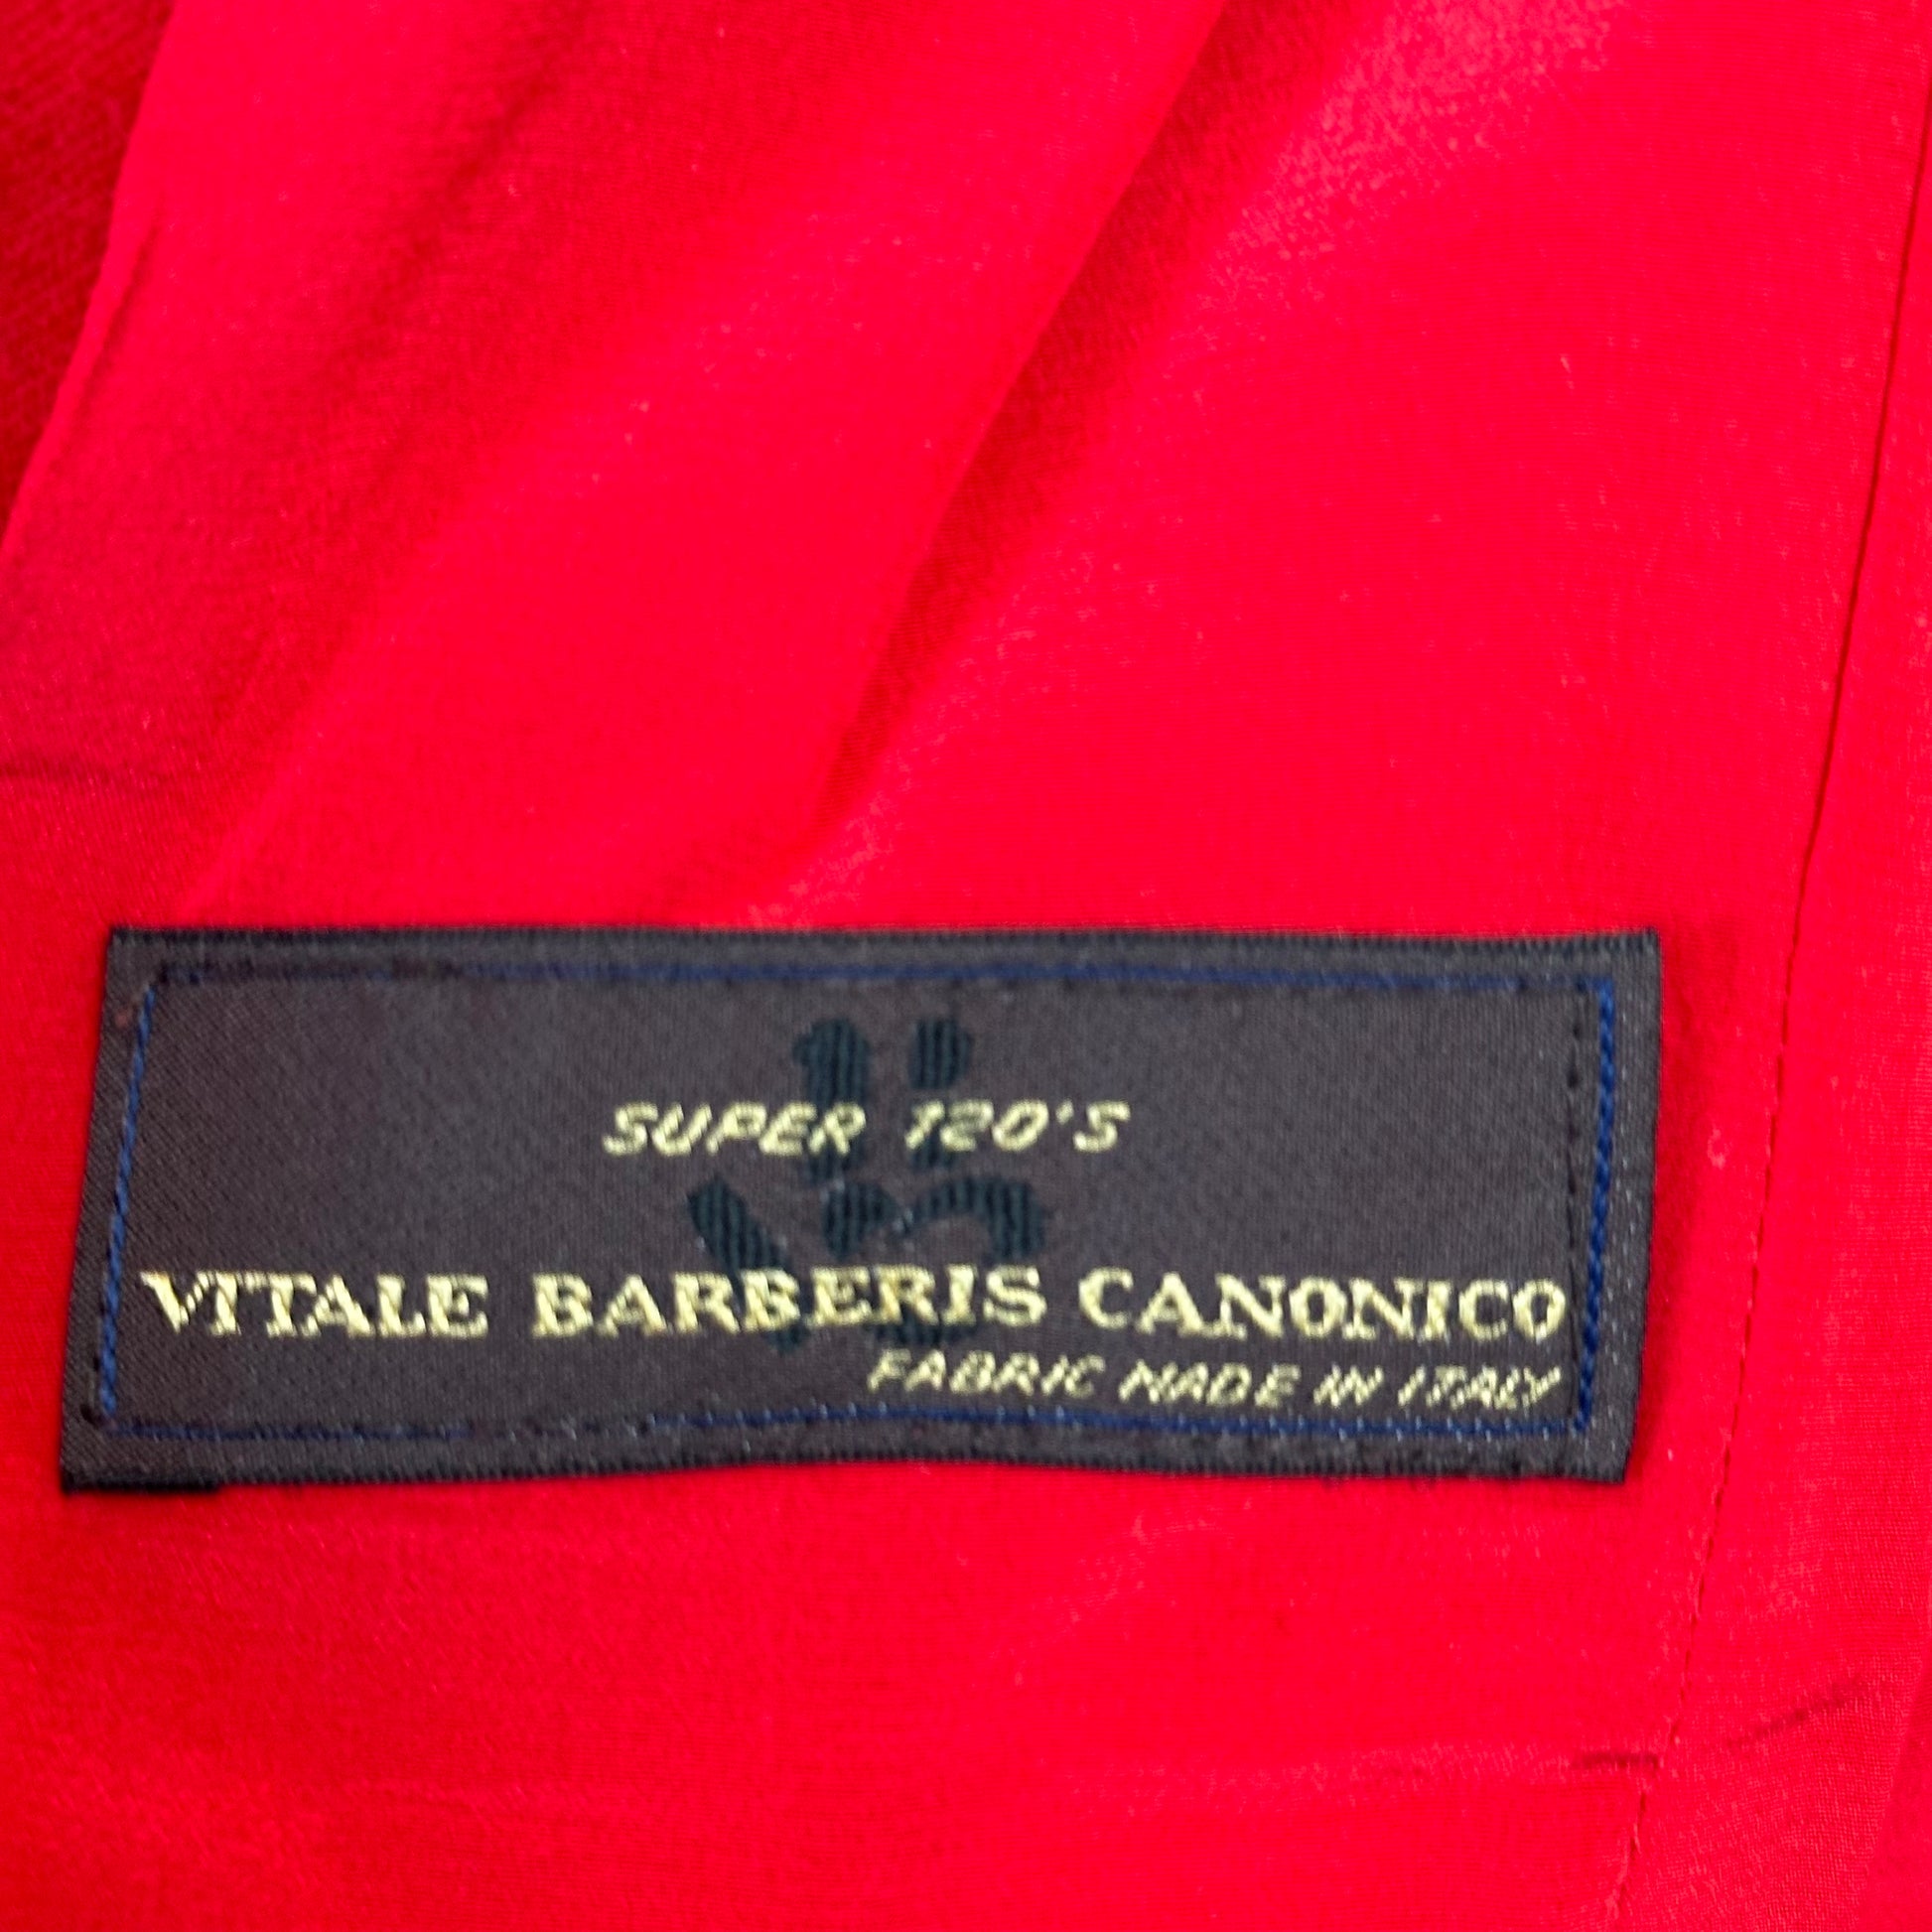 SUPER 120'S
VITALE BARBERIS CANONICO
FABRIC MADE IN ITALY